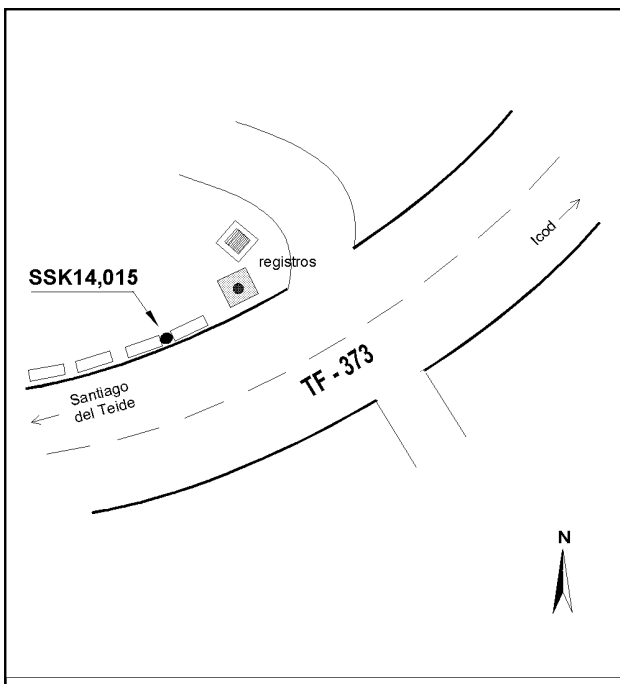 Icod
registros
SSK14,015
TF - 373
Santiago
del Teide
N